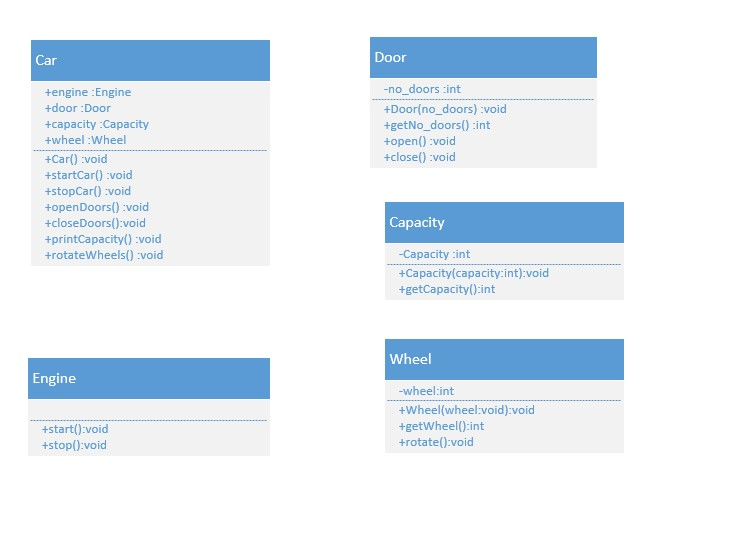 Car
+engine :Engine
+door :Door
+capacity :Capacity
+wheel :Wheel
+Car() :void
+startCar() :void
+stopCar() :void
+openDoors() :void
+closeDoors():void
+printCapacity() :void
+rotateWheels() :void
Door
-no_doors :int
+Door(no_doors) :void
+getNo_doors() :int
+open() :void
+close() :void
Capacity
-Capacity :int
+Capacity(capacity:int):void
+getCapacity():int
Engine
+start():void
+stop():void
Wheel
-wheel:int
+Wheel(wheel:void):void
+getWheel():int
+rotate():void